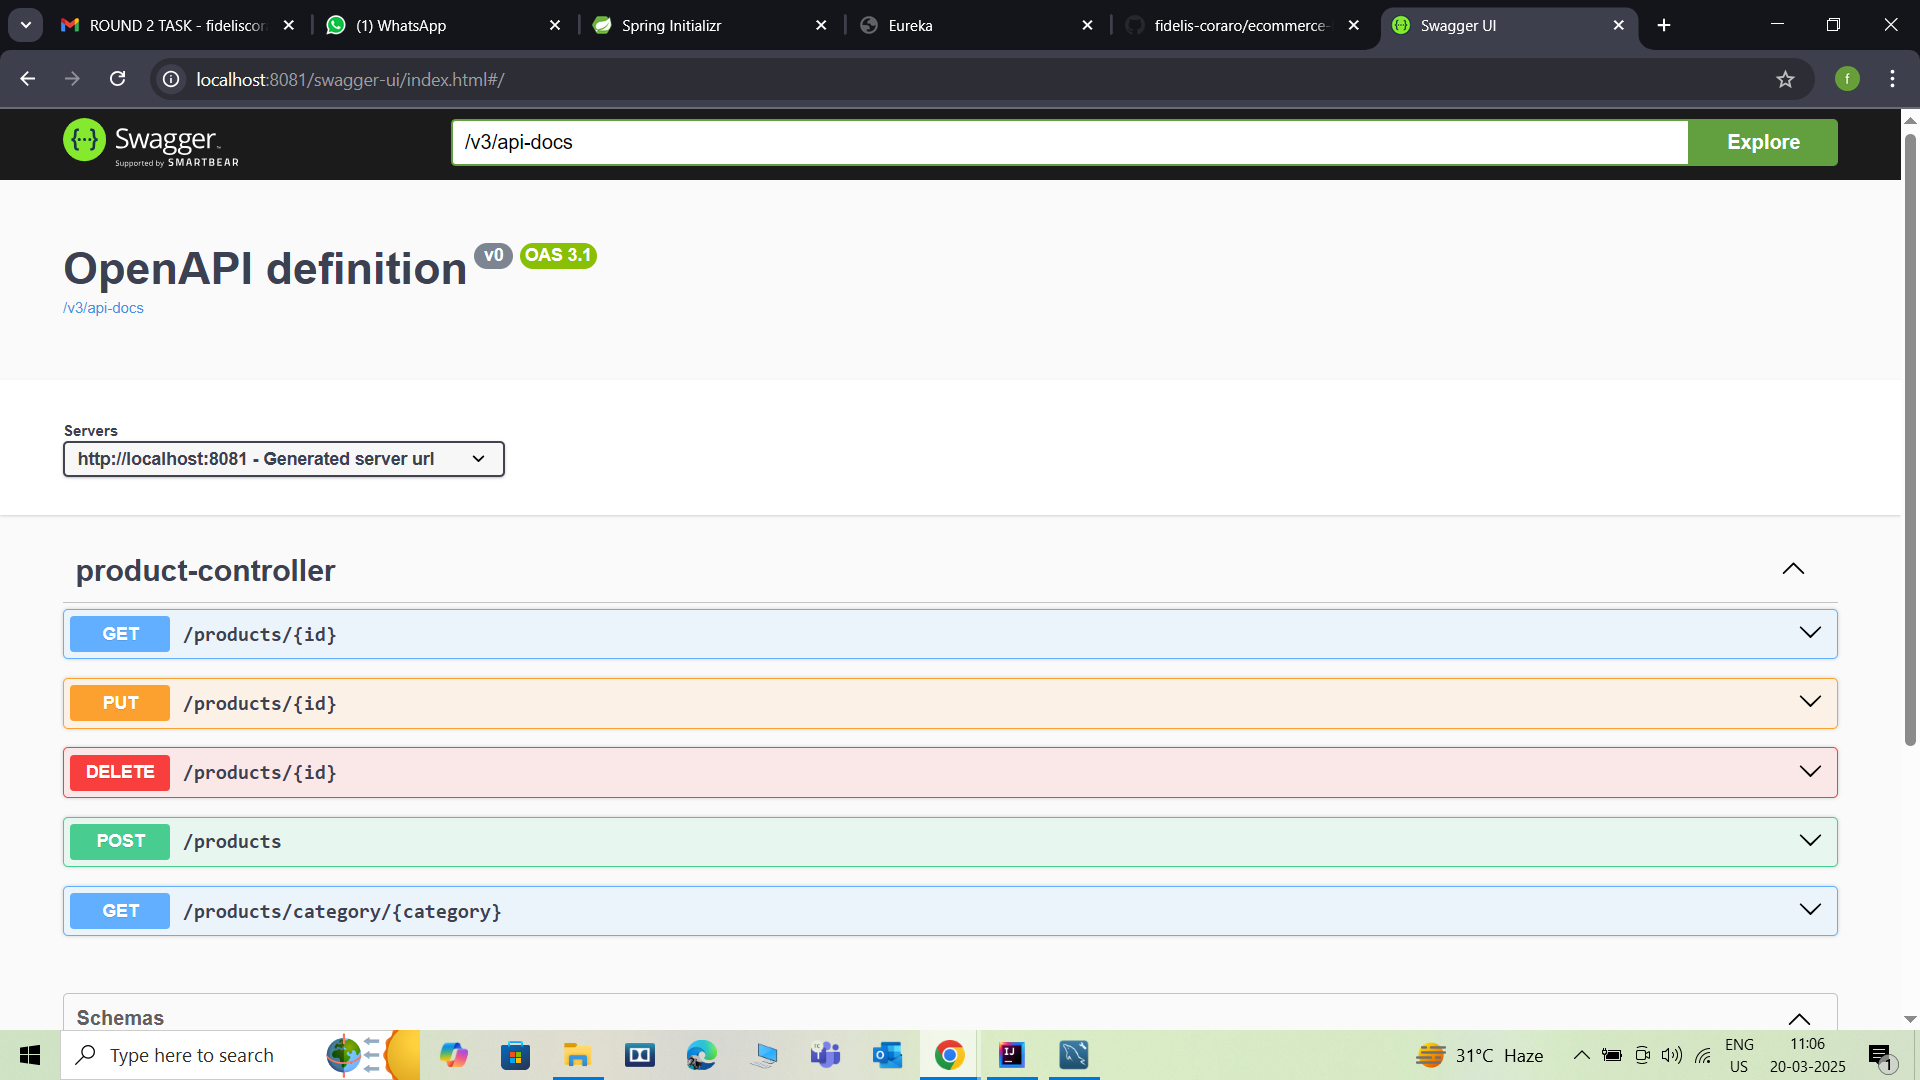 ROUND 2 TASK - fideliscor
(1) WhatsApp
Spring Initializr
Eureka
fidelis-coraro/ecommerce-
Swagger UI
localhost:8081/swagger-ui/index.html#/
f
Swagger
Supported by SMARTBEAR
/v3/api-docs
Explore
OpenAPI definition
v0
OAS 3.1
/v3/api-docs
Servers
http://localhost:8081 - Generated server url
product-controller
GET /products/{id}
PUT /products/{id}
DELETE /products/{id}
POST /products
GET /products/category/{category}
Schemas
Type here to search
31°C Haze
ENG
US
11:06
20-03-2025
1